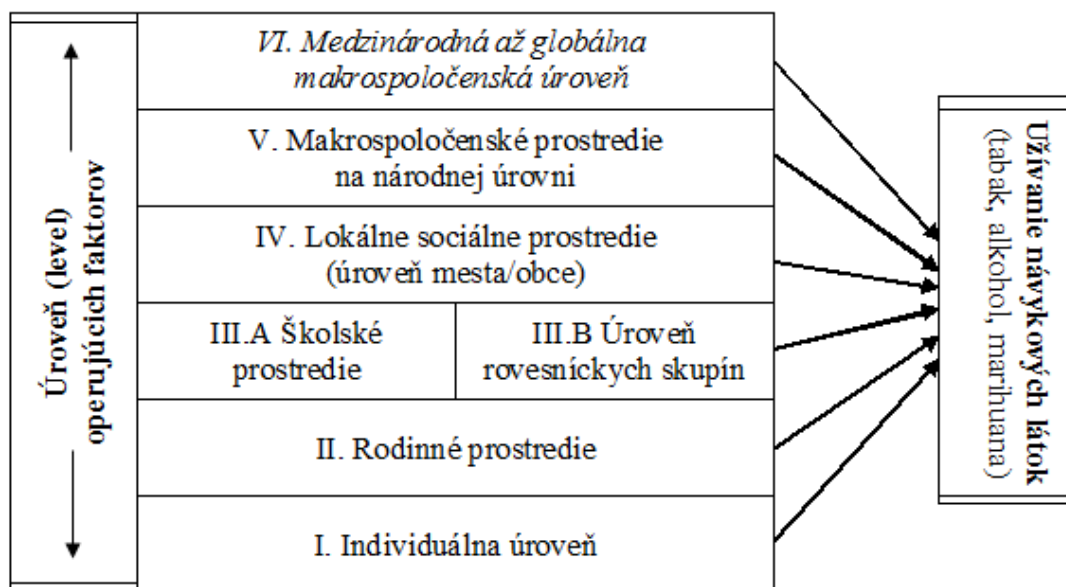 Úroveň (level)
operujúcich faktorov
VI. Medzinárodná až globálna
makrospoločenská úroveň
V. Makrospoločenské prostredie
na národnej úrovni
IV. Lokálne sociálne prostredie
(úroveň mesta/obce)
III.A Školské
prostredie
III.B Úroveň
rovesníckych skupín
II. Rodinné prostredie
I. Individuálna úroveň
Užívanie návykových látok
(tabak, alkohol, marihuana)